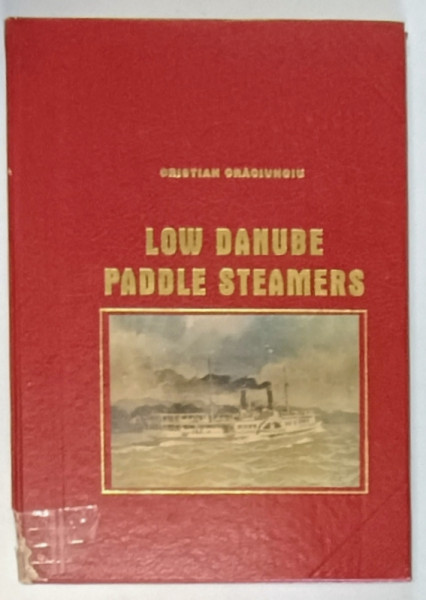 CRISTIAN CRĂCIUNOIU
LOW DANUBE
PADDLE STEAMERS